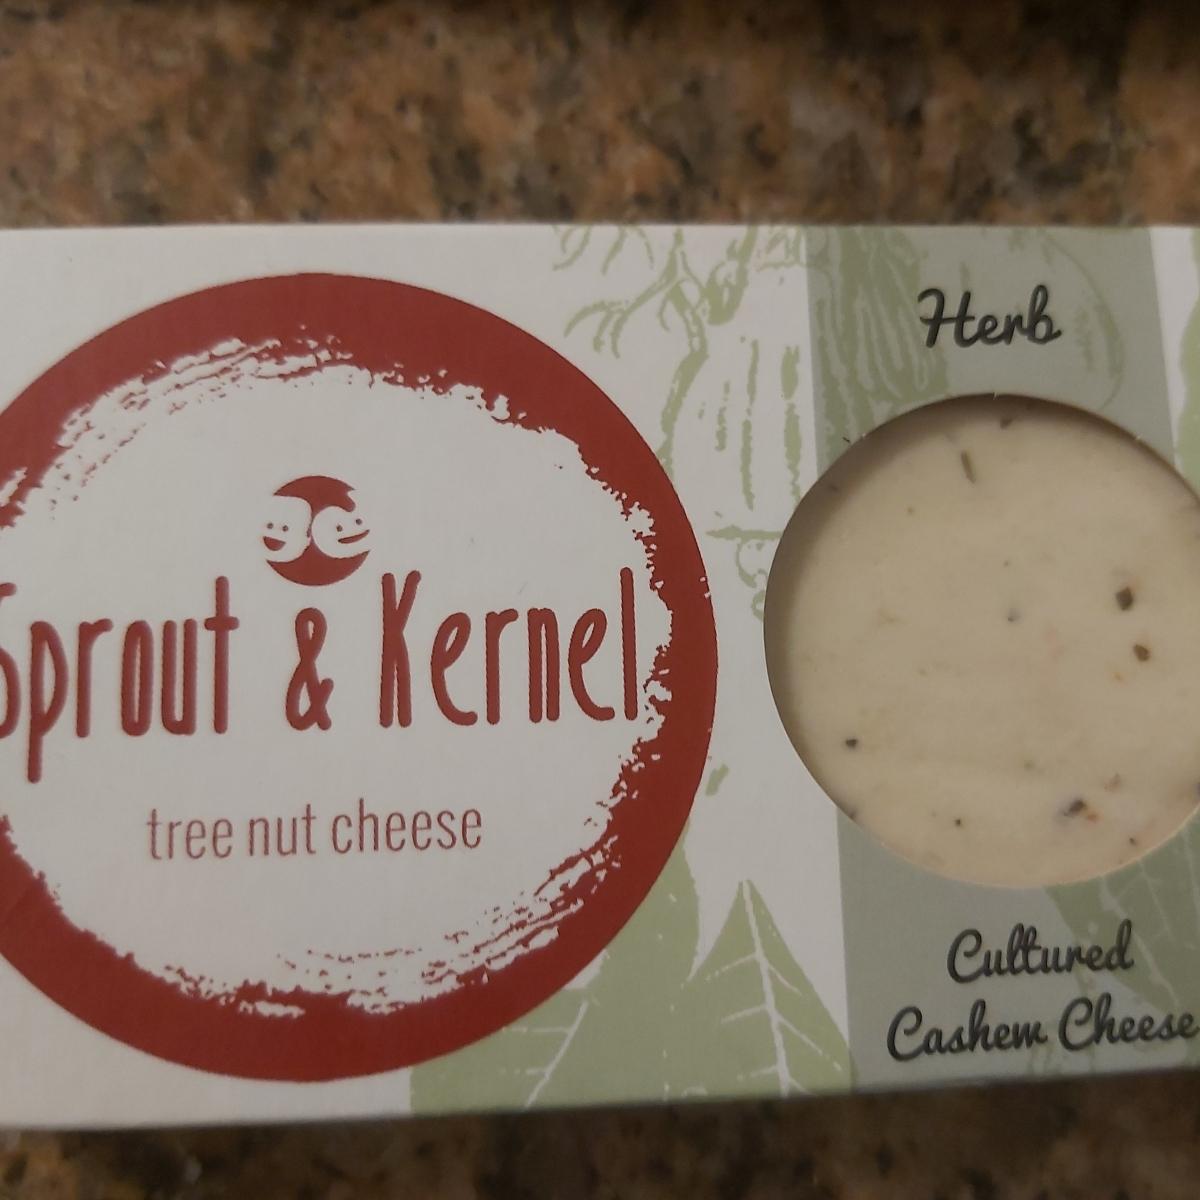 Sprout & Kernel
tree nut cheese
Herb
Cultured
Cashew Cheese